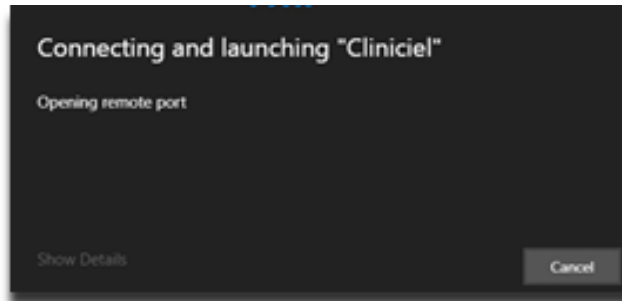 Connecting and launching "Cliniciel"
Opening remote port
Show Details
Cancel